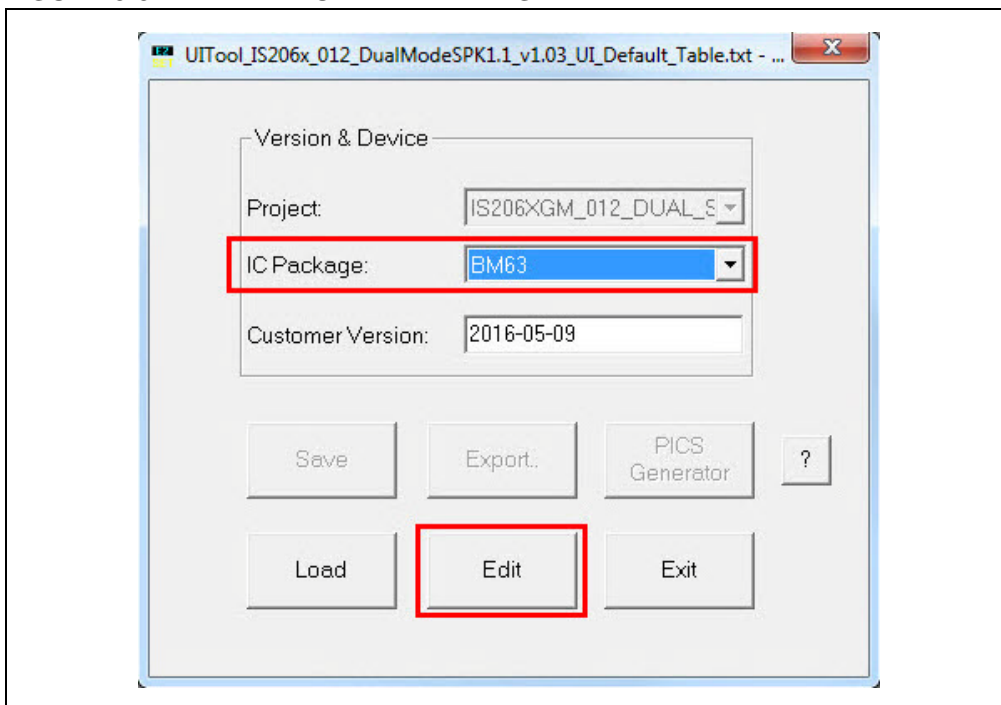 UITool_IS206x_012_DualModeSPK1.1_v1.03_UI_Default_Table.txt - ...
Version & Device
Project: IS206XGM_012_DUAL_S
IC Package: BM63
Customer Version: 2016-05-09
Save Export.. PICS Generator ?
Load Edit Exit